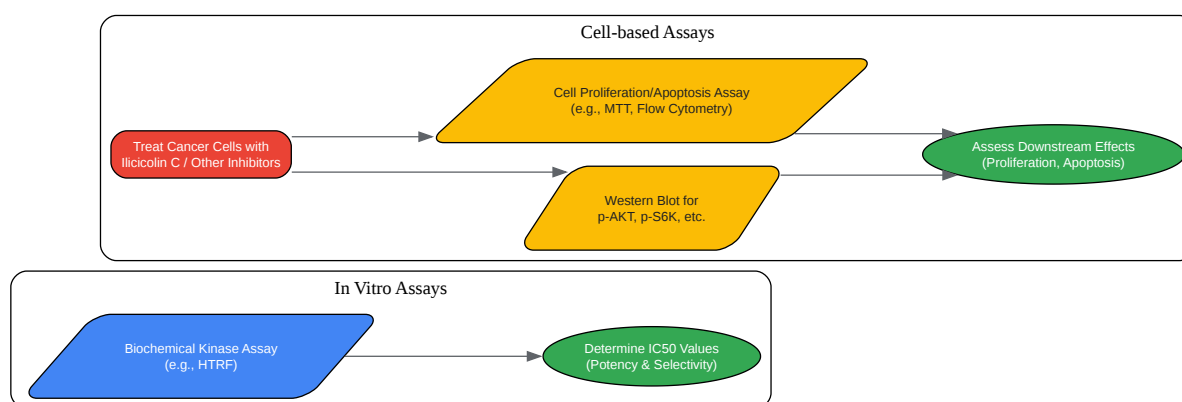 Cell-based Assays
Cell Proliferation/Apoptosis Assay
(e.g., MTT, Flow Cytometry)
Treat Cancer Cells with
Ilicicolin C / Other Inhibitors
Assess Downstream Effects
(Proliferation, Apoptosis)
Western Blot for
p-AKT, p-S6K, etc.
In Vitro Assays
Biochemical Kinase Assay
(e.g., HTRF)
Determine IC50 Values
(Potency & Selectivity)